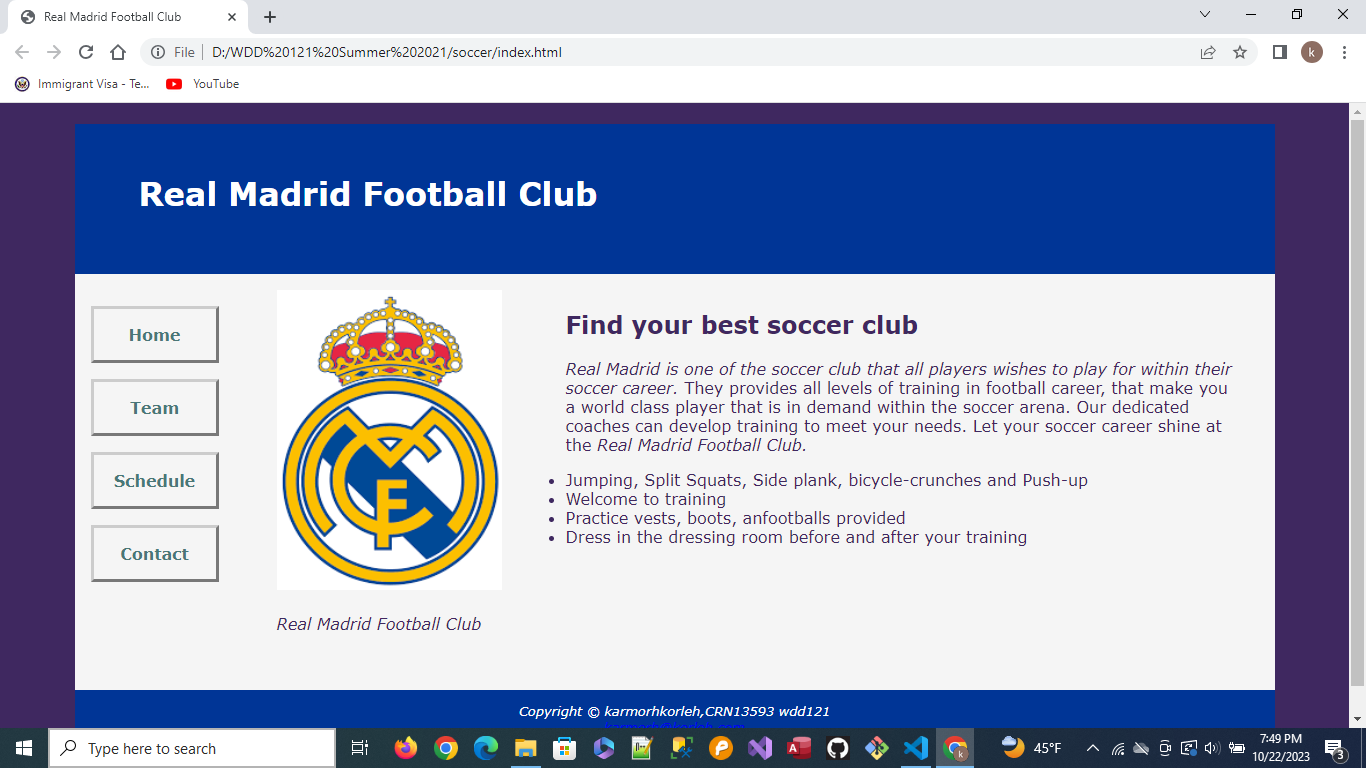 Real Madrid Football Club
File
D:/WDD%20121%20Summer%202021/soccer/index.html
k
Immigrant Visa - Te...
YouTube
Real Madrid Football Club
Home
Team
Schedule
Contact
Real Madrid Football Club
Find your best soccer club
Real Madrid is one of the soccer club that all players wishes to play for within their
soccer career. They provides all levels of training in football career, that make you
a world class player that is in demand within the soccer arena. Our dedicated
coaches can develop training to meet your needs. Let your soccer career shine at
the Real Madrid Football Club.
• Jumping, Split Squats, Side plank, bicycle-crunches and Push-up
• Welcome to training
• Practice vests, boots, anfootballs provided
• Dress in the dressing room before and after your training
Copyright © karmorhkorleh,CRN13593 wdd121
Type here to search
45°F
7:49 PM
10/22/2023
3